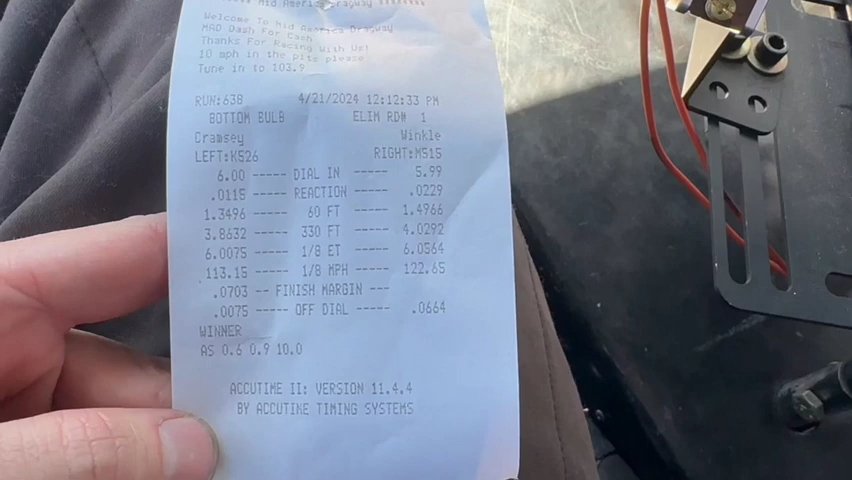 Mid America Dragway
Welcome To Mid America Dragway
MAD Dash For Cash
Thanks For Racing With Us!
10 mph in the pits please
Tune in to 103.9
RUN:638 4/21/2024 12:12:33 PM
BOTTOM BULB ELIM RD# 1
Cramsey Winkle
LEFT:K526 RIGHT:M515
6.00 ----- DIAL IN ----- 5.99
.0115 ----- REACTION ----- .0229
1.3496 ----- 60 FT ----- 1.4966
3.8632 ----- 330 FT ----- 4.0292
6.0075 ----- 1/8 ET ----- 6.0564
113.15 ----- 1/8 MPH ----- 122.65
.0703 ---- FINISH MARGIN ---
.0075 ----- OFF DIAL ----- .0664
WINNER
AS 0.6 0.9 10.0
ACCUTIME II: VERSION 11.4.4
BY ACCUTIME TIMING SYSTEMS